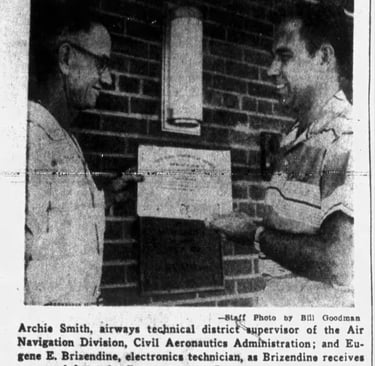 —Staff Photo by Bill Goodman
Archie Smith, airways technical district supervisor of the Air
Navigation Division, Civil Aeronautics Administration; and Eu-
gene E. Brizendine, electronics technician, as Brizendine receives